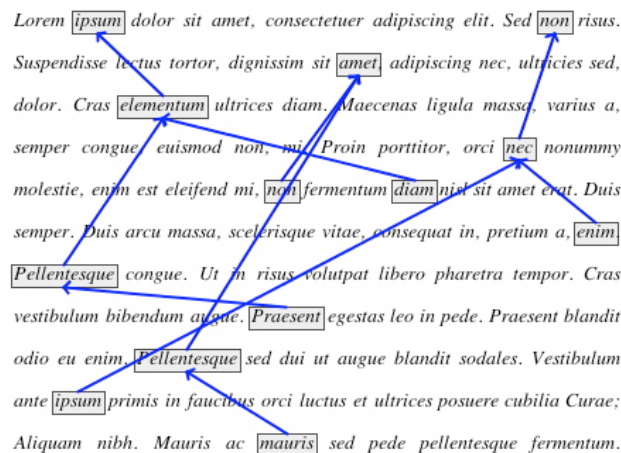 Lorem ipsum dolor sit amet, consectetuer adipiscing elit. Sed non risus.
Suspendisse lectus tortor, dignissim sit amet, adipiscing nec, ultricies sed,
dolor. Cras elementum ultrices diam. Maecenas ligula massa, varius a,
semper congue, euismod non, mi. Proin porttitor, orci nec nonummy
molestie, enim est eleifend mi, non fermentum diam nisl sit amet erat. Duis
semper. Duis arcu massa, scelerisque vitae, consequat in, pretium a, enim.
Pellentesque congue. Ut in risus volutpat libero pharetra tempor. Cras
vestibulum bibendum augue. Praesent egestas leo in pede. Praesent blandit
odio eu enim. Pellentesque sed dui ut augue blandit sodales. Vestibulum
ante ipsum primis in faucibus orci luctus et ultrices posuere cubilia Curae;
Aliquam nibh. Mauris ac mauris sed pede pellentesque fermentum.